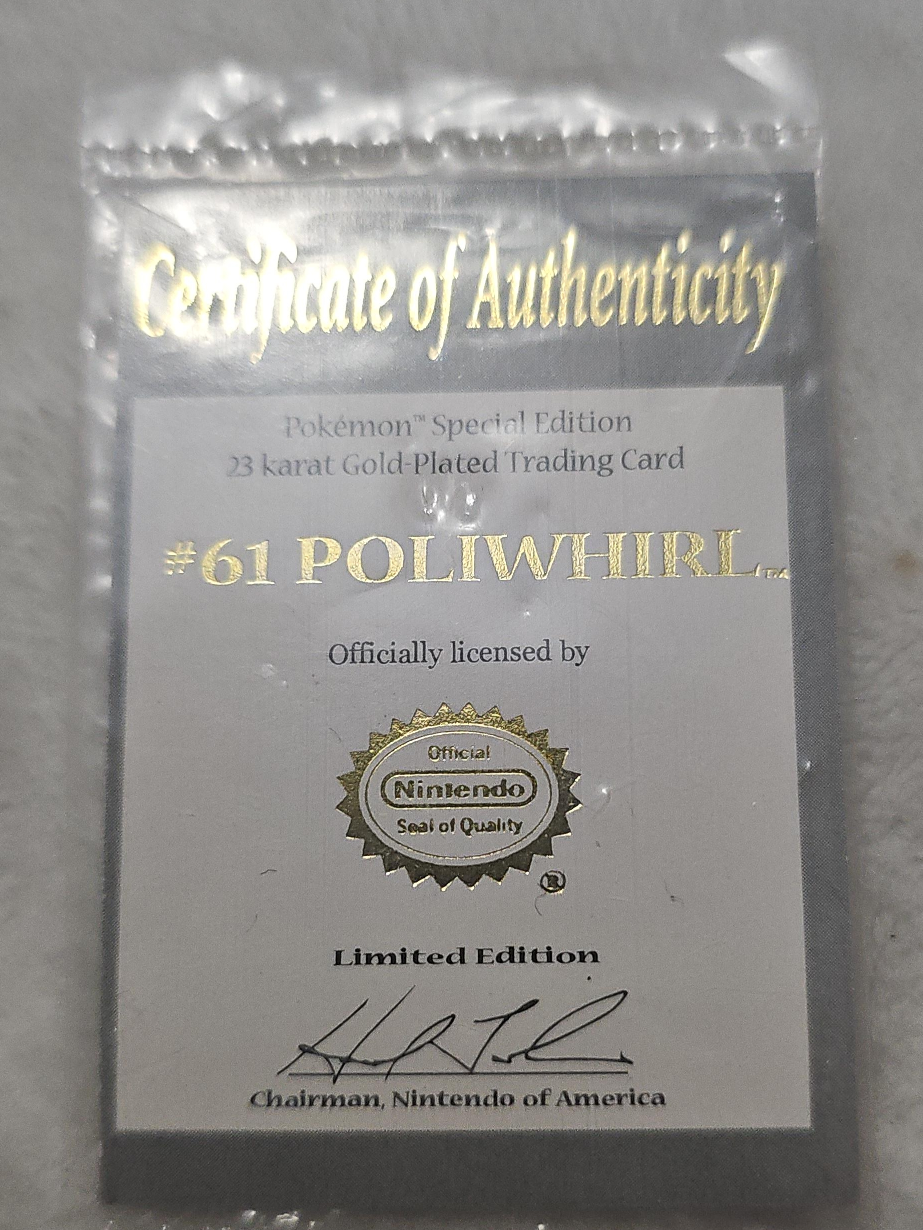 Certificate of Authenticity
Pokémon™ Special Edition
23 karat Gold-Plated Trading Card
#61 POLIWHIRL™
Officially licensed by
Official
Nintendo
Seal of Quality
®
Limited Edition
Chairman, Nintendo of America